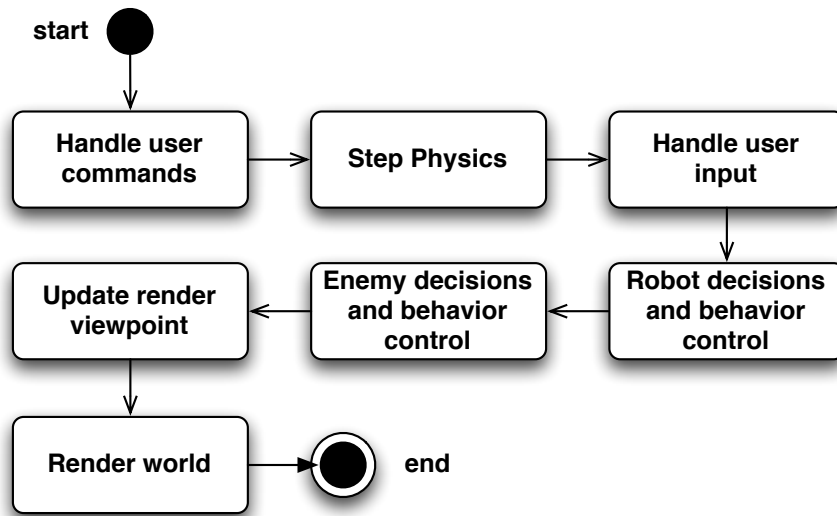 start
Handle user
commands
Step Physics
Handle user
input
Update render
viewpoint
Enemy decisions
and behavior
control
Robot decisions
and behavior
control
Render world
end